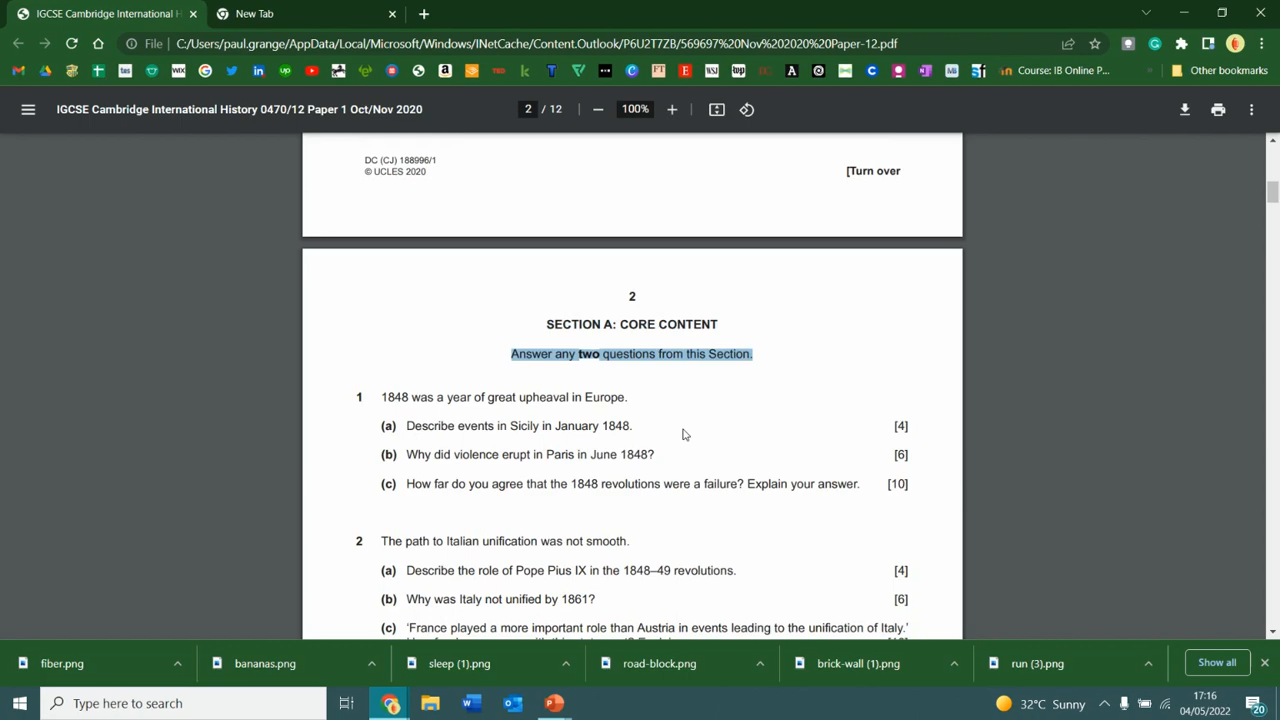 IGCSE Cambridge International H
New Tab
File
C:/Users/paul.grange/AppData/Local/Microsoft/Windows/INetCache/Content.Outlook/P6U2T7ZB/569697%20Nov%202020%20Paper-12.pdf
Course: IB Online P...
Other bookmarks
IGCSE Cambridge International History 0470/12 Paper 1 Oct/Nov 2020
2 / 12
100%
DC (CJ) 188996/1
© UCLES 2020
[Turn over
2
SECTION A: CORE CONTENT
Answer any two questions from this Section.
1 1848 was a year of great upheaval in Europe.
(a) Describe events in Sicily in January 1848. [4]
(b) Why did violence erupt in Paris in June 1848? [6]
(c) How far do you agree that the 1848 revolutions were a failure? Explain your answer. [10]
2 The path to Italian unification was not smooth.
(a) Describe the role of Pope Pius IX in the 1848–49 revolutions. [4]
(b) Why was Italy not unified by 1861? [6]
(c) ‘France played a more important role than Austria in events leading to the unification of Italy.’
fiber.png
bananas.png
sleep (1).png
road-block.png
brick-wall (1).png
run (3).png
Show all
Type here to search
32°C Sunny
17:16
04/05/2022
20